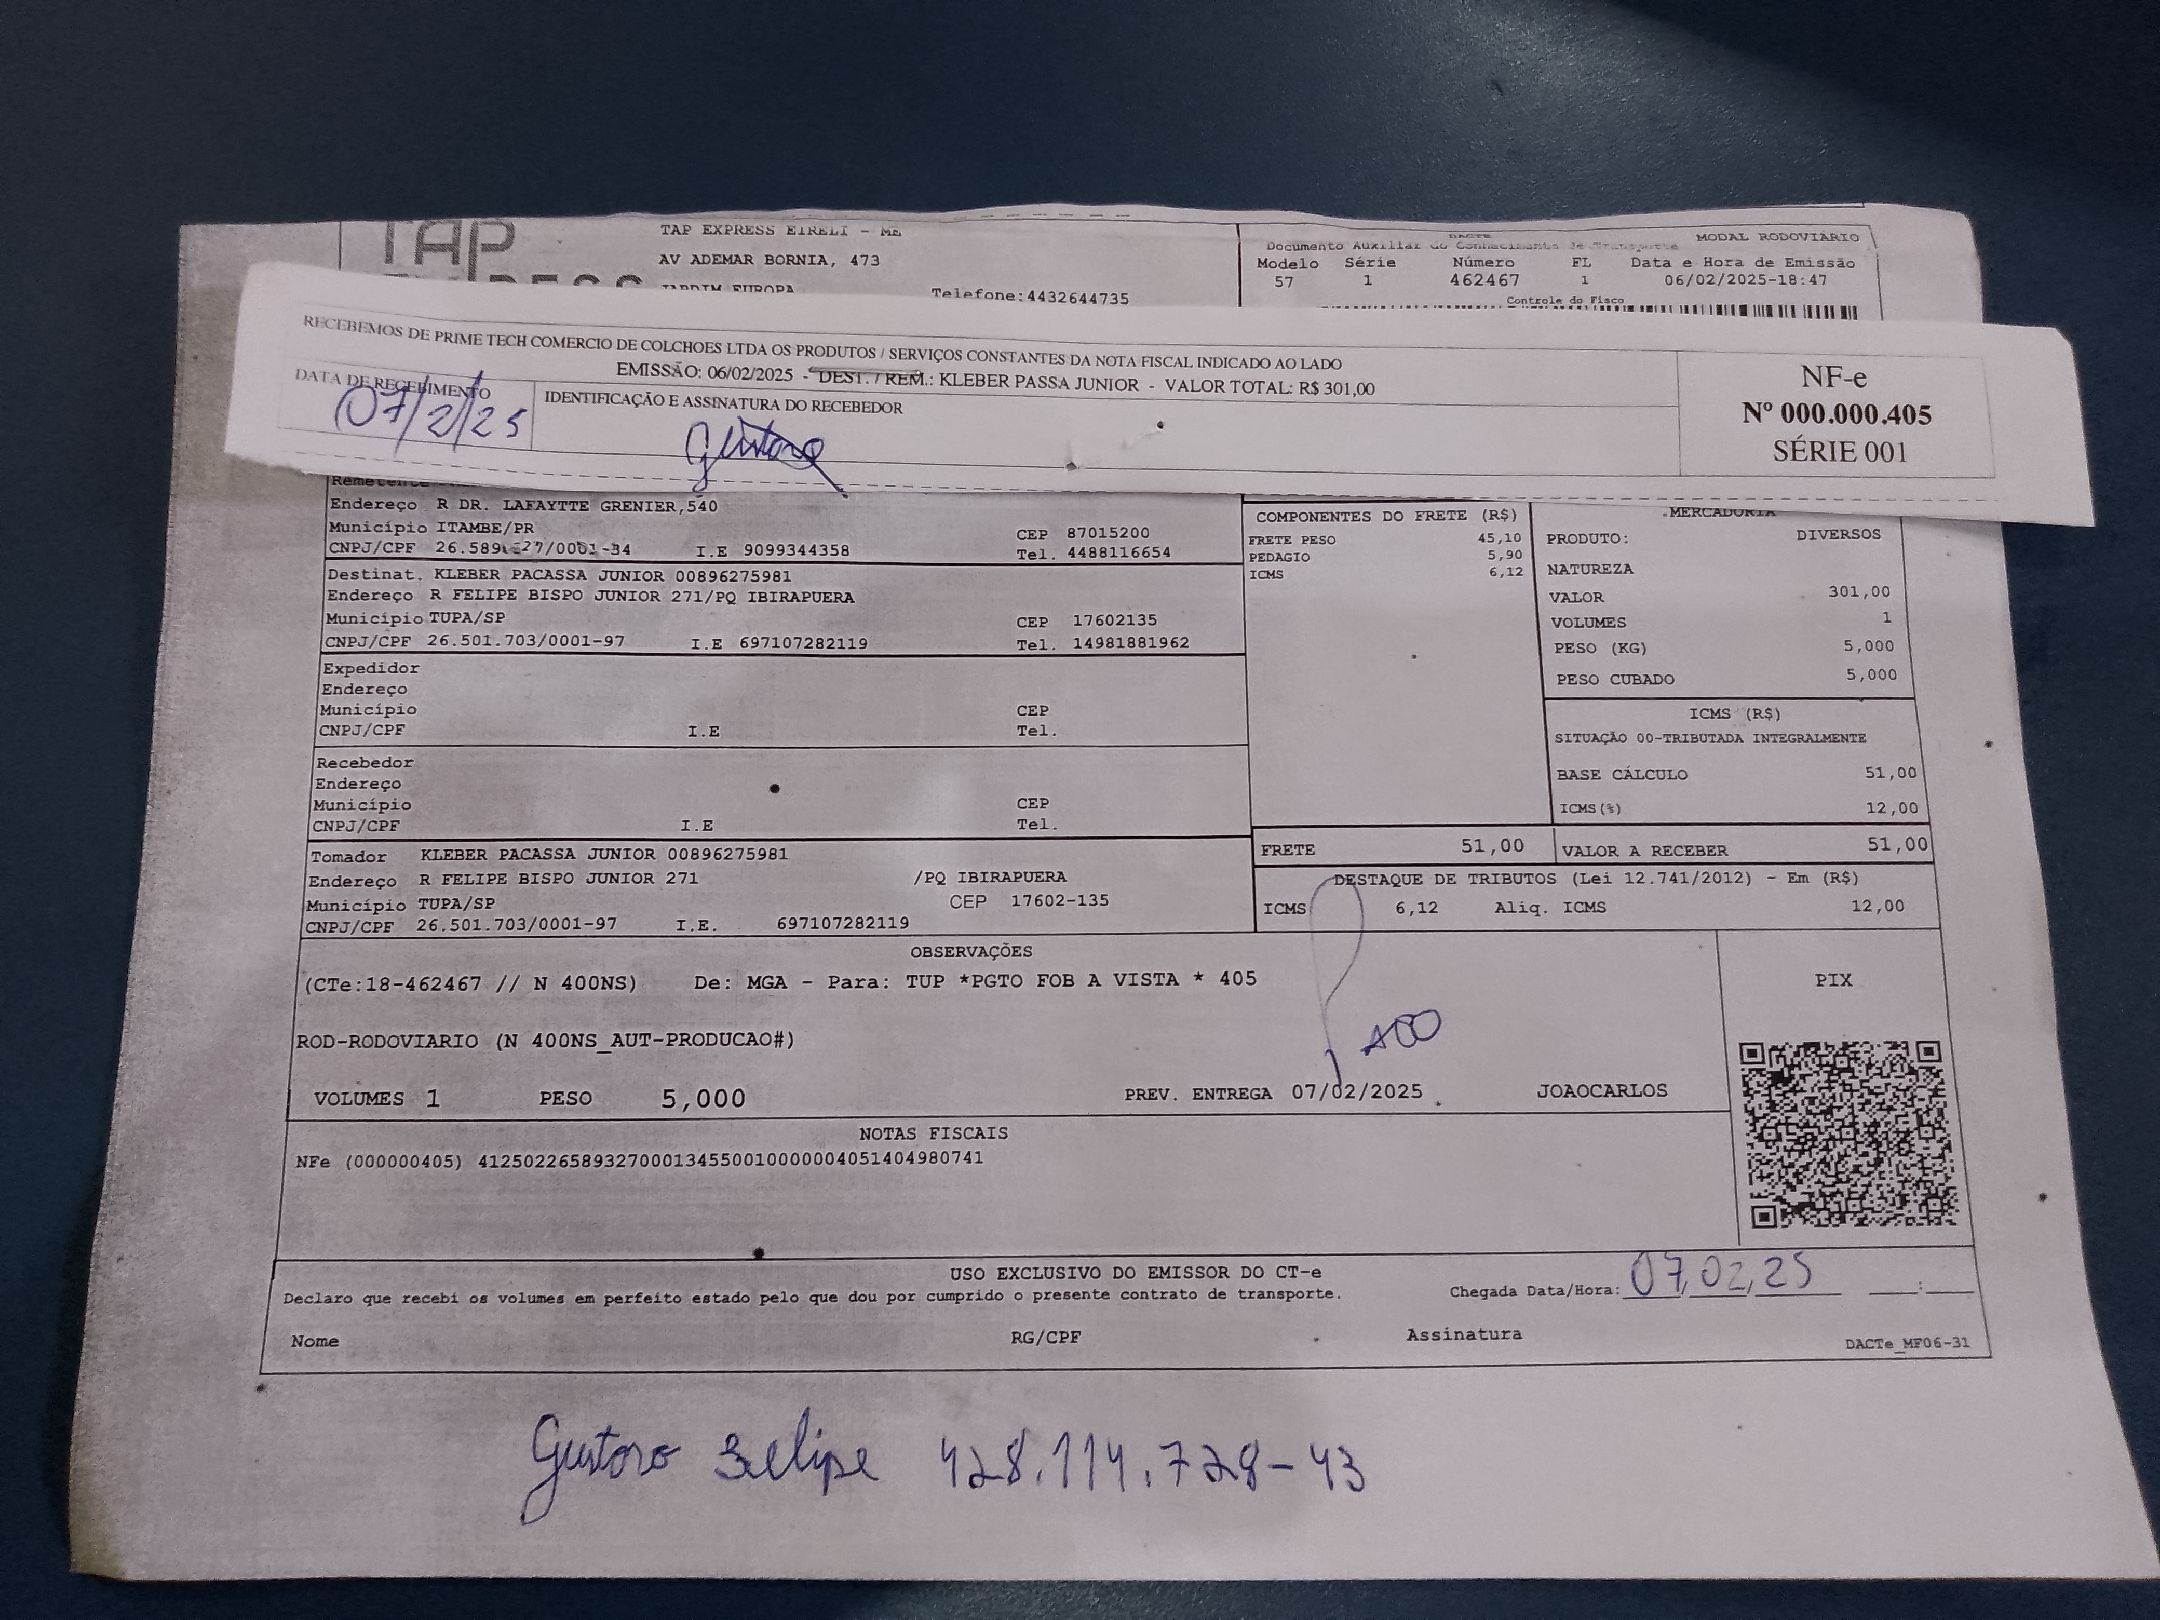 TAP
TAP EXPRESS EIRELI - ME
AV ADEMAR BORNIA, 473
JARDIM EUROPA Telefone:4432644735
DACTE MODAL RODOVIÁRIO
Documento Auxiliar do Conhecimento de Transporte
Modelo Série Número FL Data e Hora de Emissão
57 1 462467 1 06/02/2025-18:47
Controle do Fisco
RECEBEMOS DE PRIME TECH COMERCIO DE COLCHOES LTDA OS PRODUTOS / SERVIÇOS CONSTANTES DA NOTA FISCAL INDICADO AO LADO
EMISSÃO: 06/02/2025 - DEST. / REM.: KLEBER PASSA JUNIOR - VALOR TOTAL: R$ 301,00
DATA DE RECEBIMENTO
07/2/25
IDENTIFICAÇÃO E ASSINATURA DO RECEBEDOR
Gustavo
NF-e
Nº 000.000.405
SÉRIE 001
Remetente
Endereço R DR. LAFAYTTE GRENIER,540
Município ITAMBE/PR CEP 87015200
CNPJ/CPF /0001-34 I.E 9099344358 Tel. 4488116654
Destinat. KLEBER PACASSA JUNIOR 00896275981
Endereço R FELIPE BISPO JUNIOR 271/PQ IBIRAPUERA
Município TUPA/SP CEP 17602135
CNPJ/CPF 26.501.703/0001-97 I.E 697107282119 Tel. 14981881962
Expedidor
Endereço
Município CEP
CNPJ/CPF I.E Tel.
Recebedor
Endereço
Município CEP
CNPJ/CPF I.E Tel.
Tomador KLEBER PACASSA JUNIOR 00896275981
Endereço R FELIPE BISPO JUNIOR 271 /PQ IBIRAPUERA
Município TUPA/SP CEP 17602-135
CNPJ/CPF 26.501.703/0001-97 I.E. 697107282119
COMPONENTES DO FRETE (R$)
FRETE PESO 45,10
PEDAGIO 5,90
ICMS 6,12
MERCADORIA
PRODUTO: DIVERSOS
NATUREZA
VALOR 301,00
VOLUMES 1
PESO (KG) 5,000
PESO CUBADO 5,000
ICMS (R$)
SITUAÇÃO 00-TRIBUTADA INTEGRALMENTE
BASE CÁLCULO 51,00
ICMS(%) 12,00
FRETE 51,00 VALOR A RECEBER 51,00
DESTAQUE DE TRIBUTOS (Lei 12.741/2012) - Em (R$)
ICMS 6,12 Aliq. ICMS 12,00
OBSERVAÇÕES
(CTe:18-462467 // N 400NS) De: MGA - Para: TUP *PGTO FOB A VISTA * 405
ROD-RODOVIARIO (N 400NS_AUT-PRODUCAO#)
VOLUMES 1 PESO 5,000 PREV. ENTREGA 07/02/2025 JOAOCARLOS
PIX
NOTAS FISCAIS
NFe (000000405) 41250226589327000134550010000004051404980741
USO EXCLUSIVO DO EMISSOR DO CT-e
Declaro que recebi os volumes em perfeito estado pelo que dou por cumprido o presente contrato de transporte.
Chegada Data/Hora: 07,02,25 :
Nome RG/CPF Assinatura DACTe_MF06-31
Gustavo Felipe 428.114.728-43